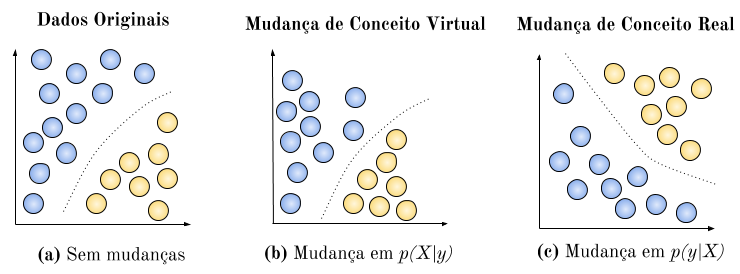 Dados Originais
Mudança de Conceito Virtual
Mudança de Conceito Real
(a) Sem mudanças
(b) Mudança em p(X|y)
(c) Mudança em p(y|X)